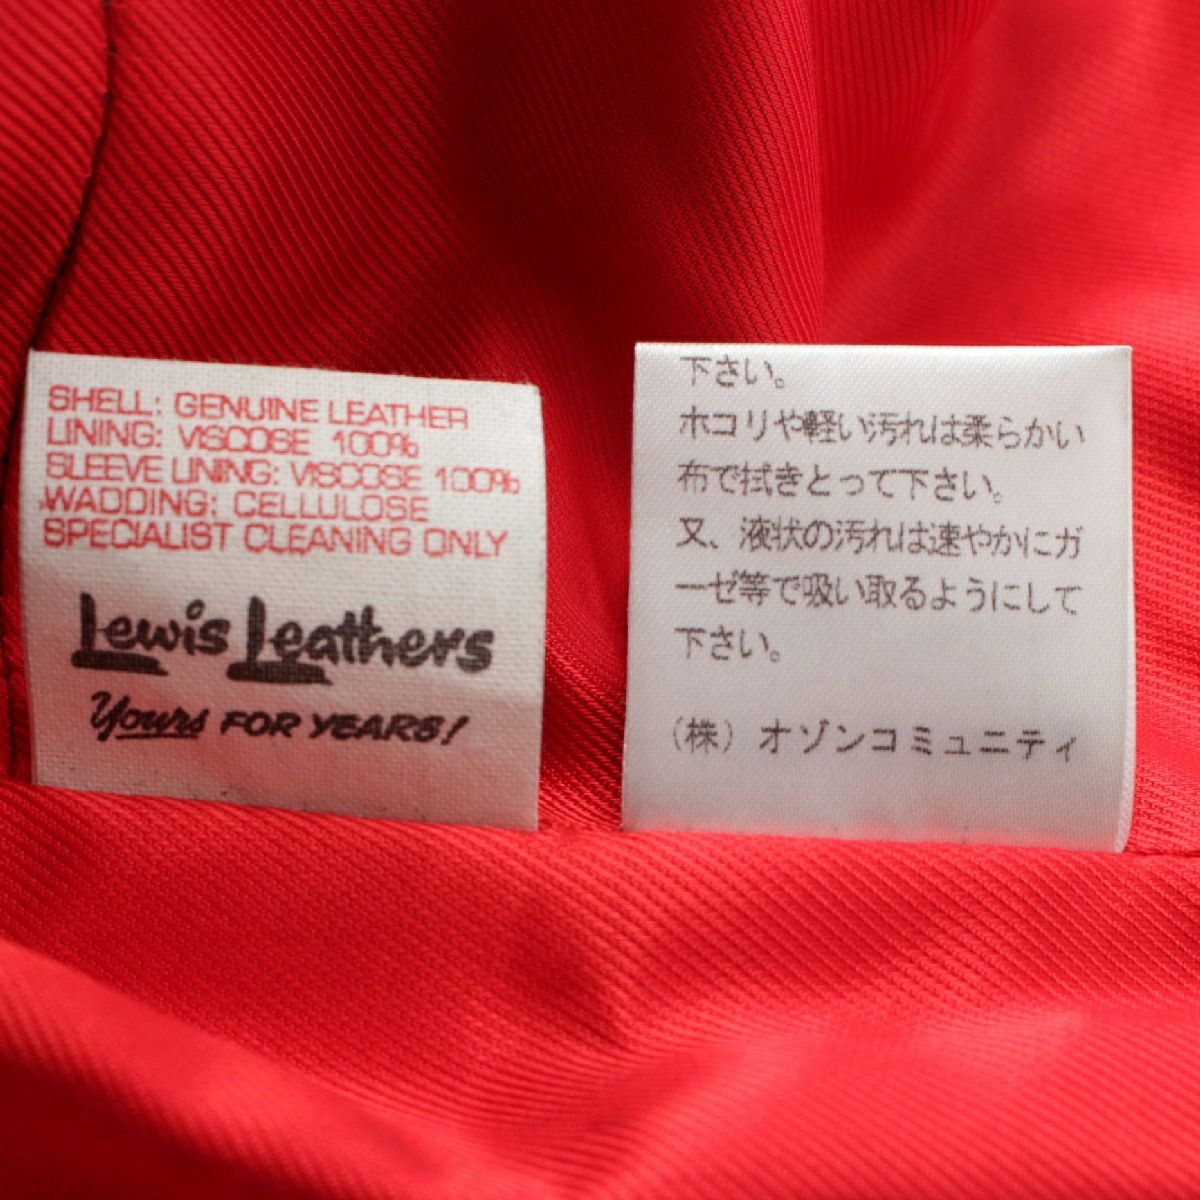 SHELL: GENUINE LEATHER
LINING: VISCOSE 100%
SLEEVE LINING: VISCOSE 100%
WADDING: CELLULOSE
SPECIALIST CLEANING ONLY
Lewis Leathers
Yours FOR YEARS!
下さい。
ホコリや軽い汚れは柔らかい
布で拭きとって下さい。
又、液状の汚れは速やかにガ
ーゼ等で吸い取るようにして
下さい。
（株）オゾンコミュニティ